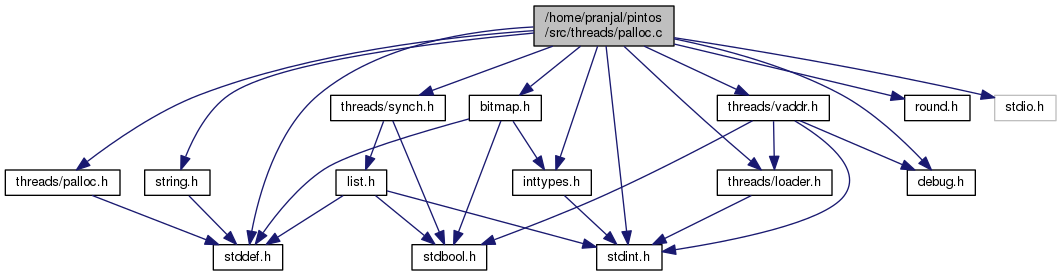 /home/pranjal/pintos
/src/threads/palloc.c
threads/synch.h
bitmap.h
threads/vaddr.h
round.h
stdio.h
threads/palloc.h
string.h
list.h
inttypes.h
threads/loader.h
debug.h
stddef.h
stdbool.h
stdint.h